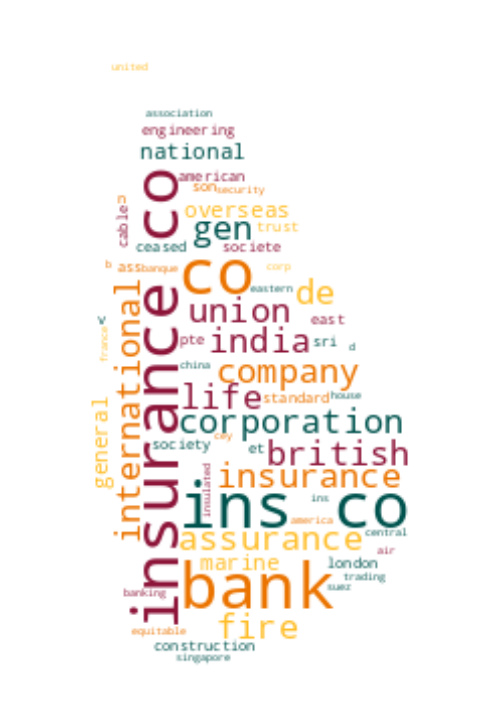 united
association
engineering
national
american
son
security
n
cable
overseas
gen
trust
ceased
societe
insurance co
b
ass
banque
co
corp
eastern
de
international
union
east
v
france
pte
india
sri
d
china
company
life
standard
house
general
corporation
cey
society
et
british
insulated
insurance
ins co
ins
america
assurance
central
air
marine
london
trading
bank
suez
banking
fire
equitable
construction
singapore